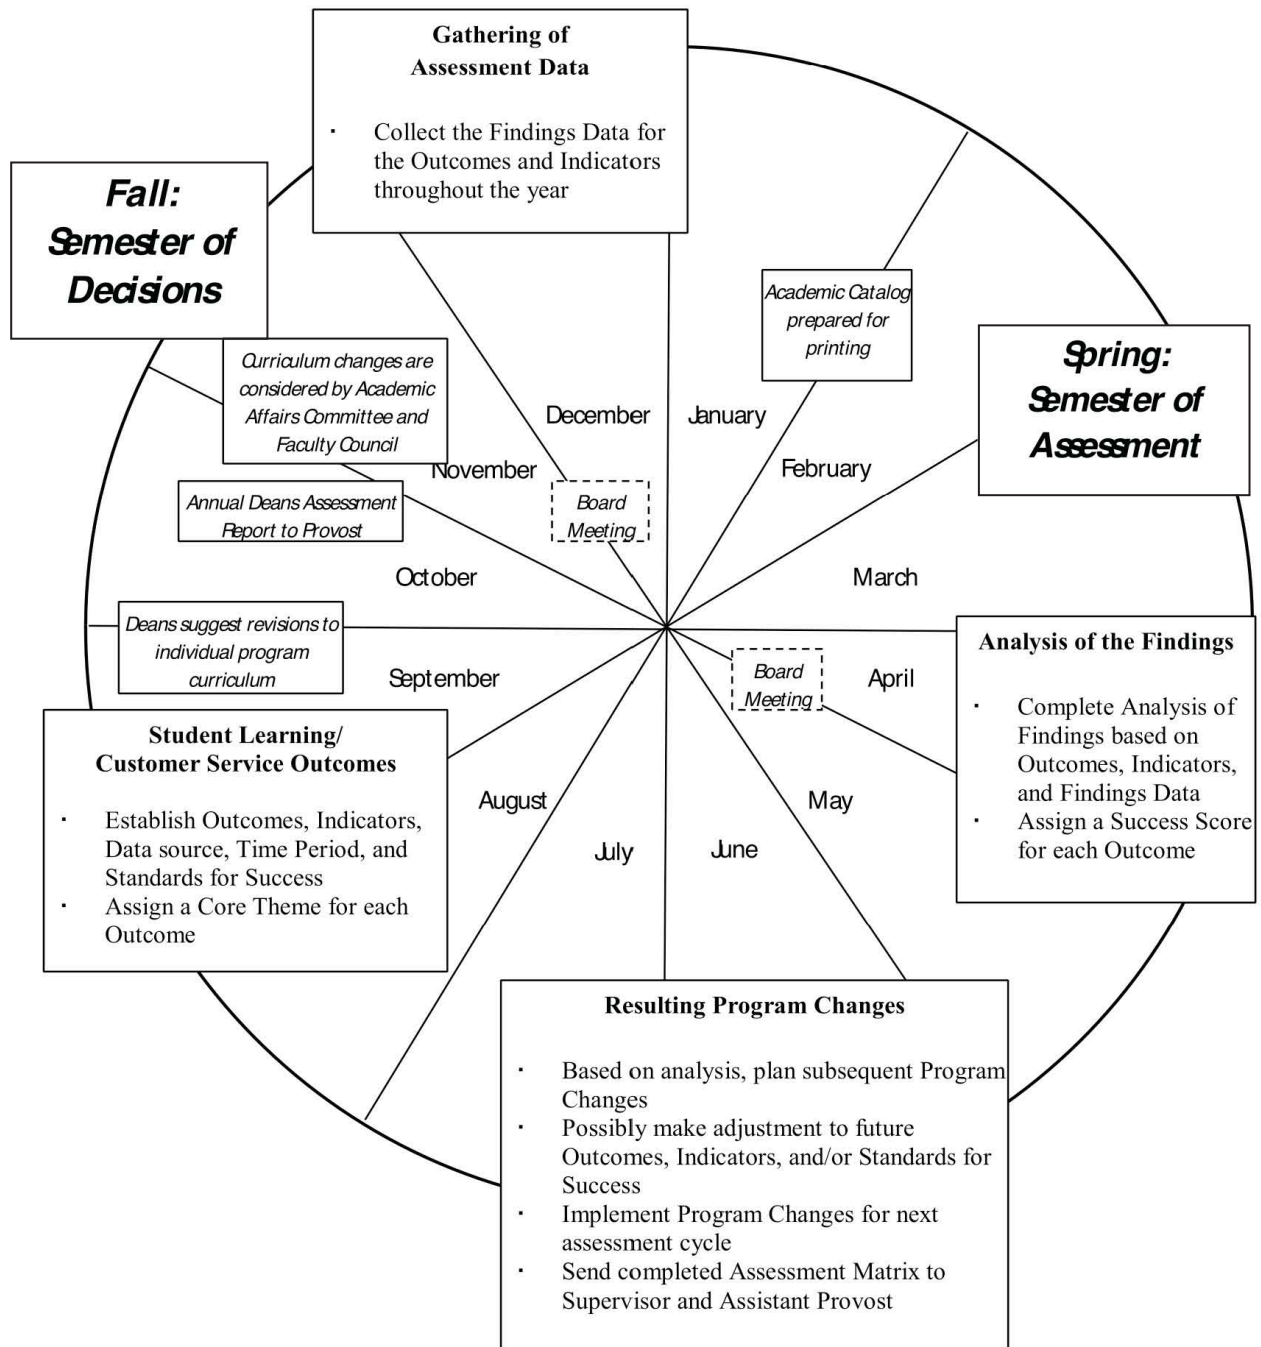 Gathering of
Assessment Data
▪ Collect the Findings Data for
the Outcomes and Indicators
throughout the year
Fall:
Semester of
Decisions
Academic Catalog
prepared for
printing
Spring:
Semester of
Assessment
Curriculum changes are
considered by Academic
Affairs Committee and
Faculty Council
December
January
November
February
Annual Deans Assessment
Report to Provost
Board
Meeting
October
March
Deans suggest revisions to
individual program
curriculum
September
Board
Meeting
April
Analysis of the Findings
▪ Complete Analysis of
Findings based on
Outcomes, Indicators,
and Findings Data
▪ Assign a Success Score
for each Outcome
Student Learning/
Customer Service Outcomes
▪ Establish Outcomes, Indicators,
Data source, Time Period, and
Standards for Success
▪ Assign a Core Theme for each
Outcome
August
May
July
June
Resulting Program Changes
▪ Based on analysis, plan subsequent Program
Changes
▪ Possibly make adjustment to future
Outcomes, Indicators, and/or Standards for
Success
▪ Implement Program Changes for next
assessment cycle
▪ Send completed Assessment Matrix to
Supervisor and Assistant Provost